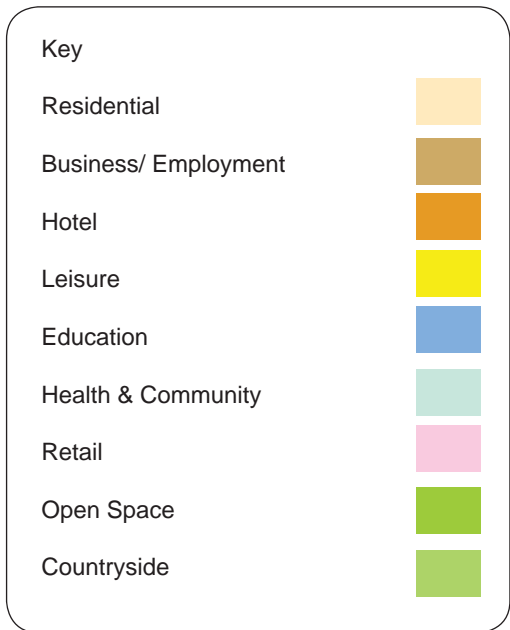 Key
Residential
Business/ Employment
Hotel
Leisure
Education
Health & Community
Retail
Open Space
Countryside